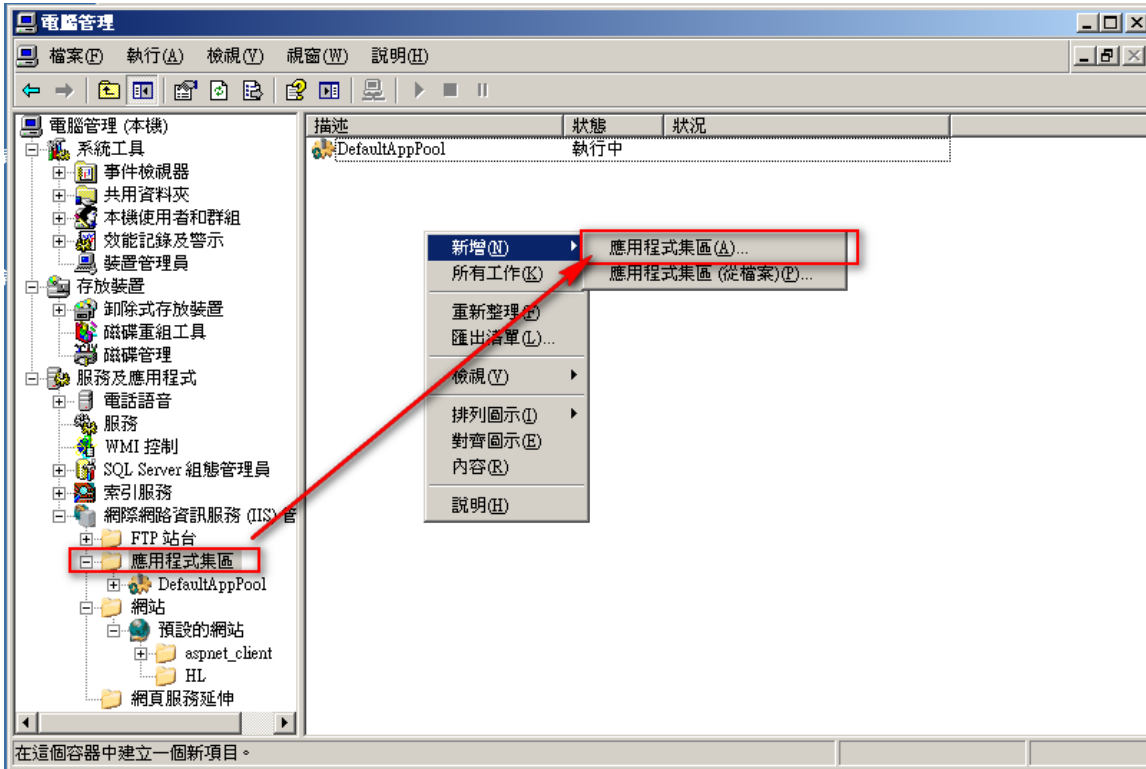 電腦管理
檔案(F) 執行(A) 檢視(V) 視窗(W) 說明(H)
電腦管理 (本機)
系統工具
事件檢視器
共用資料夾
本機使用者和群組
效能記錄及警示
裝置管理員
存放裝置
卸除式存放裝置
磁碟重組工具
磁碟管理
服務及應用程式
電話語音
服務
WMI 控制
SQL Server 組態管理員
索引服務
網際網路資訊服務 (IIS) 管
FTP 站台
應用程式集區
DefaultAppPool
網站
預設的網站
aspnet_client
HL
網頁服務延伸
描述 狀態 狀況
DefaultAppPool 執行中
新增(N)
所有工作(K)
重新整理(F)
匯出清單(L)...
檢視(V)
排列圖示(I)
對齊圖示(E)
內容(R)
說明(H)
應用程式集區(A)...
應用程式集區 (從檔案)(P)...
在這個容器中建立一個新項目。